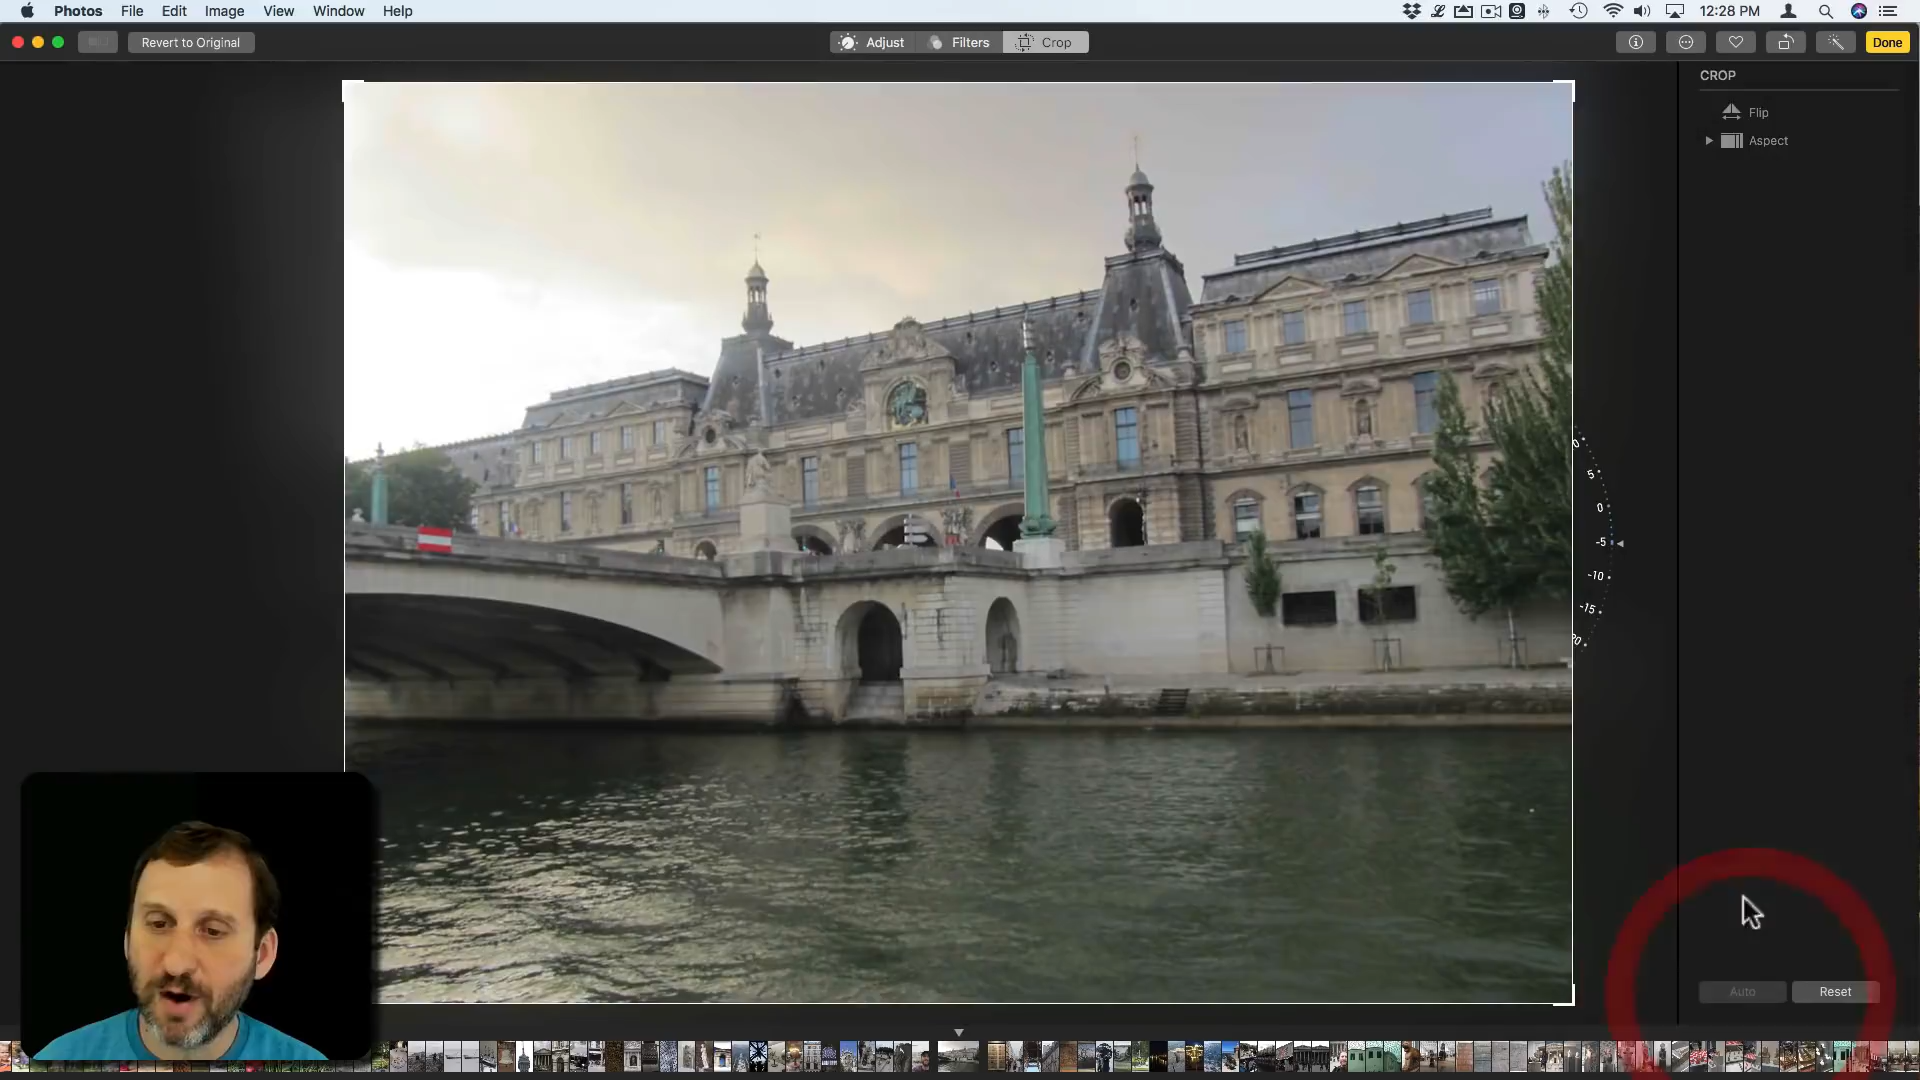 Photos File Edit Image View Window Help 12:28 PM
Revert to Original Adjust Filters Crop Done
CROP
Flip
Aspect
5
0
-5
-10
-15
Auto Reset